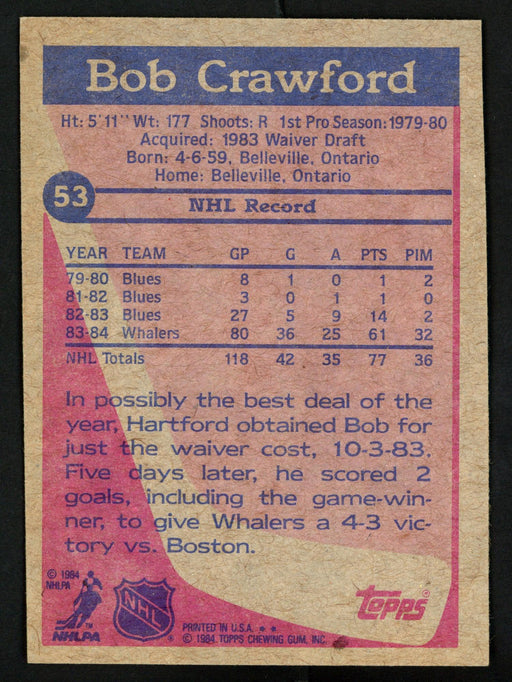 Bob Crawford
Ht: 5'11" Wt: 177 Shoots: R 1st Pro Season: 1979-80
Acquired: 1983 Waiver Draft
Born: 4-6-59, Belleville, Ontario
Home: Belleville, Ontario
53
NHL Record
YEAR TEAM GP G A PTS PIM
79-80 Blues 8 1 0 1 2
81-82 Blues 3 0 1 1 0
82-83 Blues 27 5 9 14 2
83-84 Whalers 80 36 25 61 32
NHL Totals 118 42 35 77 36
In possibly the best deal of the
year, Hartford obtained Bob for
just the waiver cost, 10-3-83.
Five days later, he scored 2
goals, including the game-win-
ner, to give Whalers a 4-3 vic-
tory vs. Boston.
© 1984
NHLPA
NHLPA ™
NHL ®
PRINTED IN U.S.A. * *
© 1984 TOPPS CHEWING GUM, INC.
topps ®